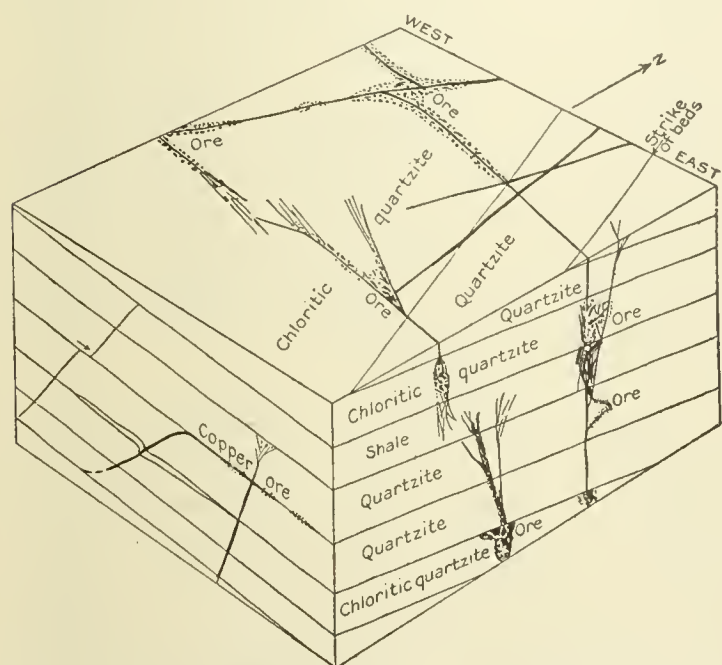 WEST
N
Strike
of beds
EAST
Ore
Ore
quartzite
Chloritic
Ore
Quartzite
Quartzite
Ore
Chloritic quartzite
Ore
Shale
Copper
ore
Quartzite
Quartzite
Ore
Chloritic quartzite